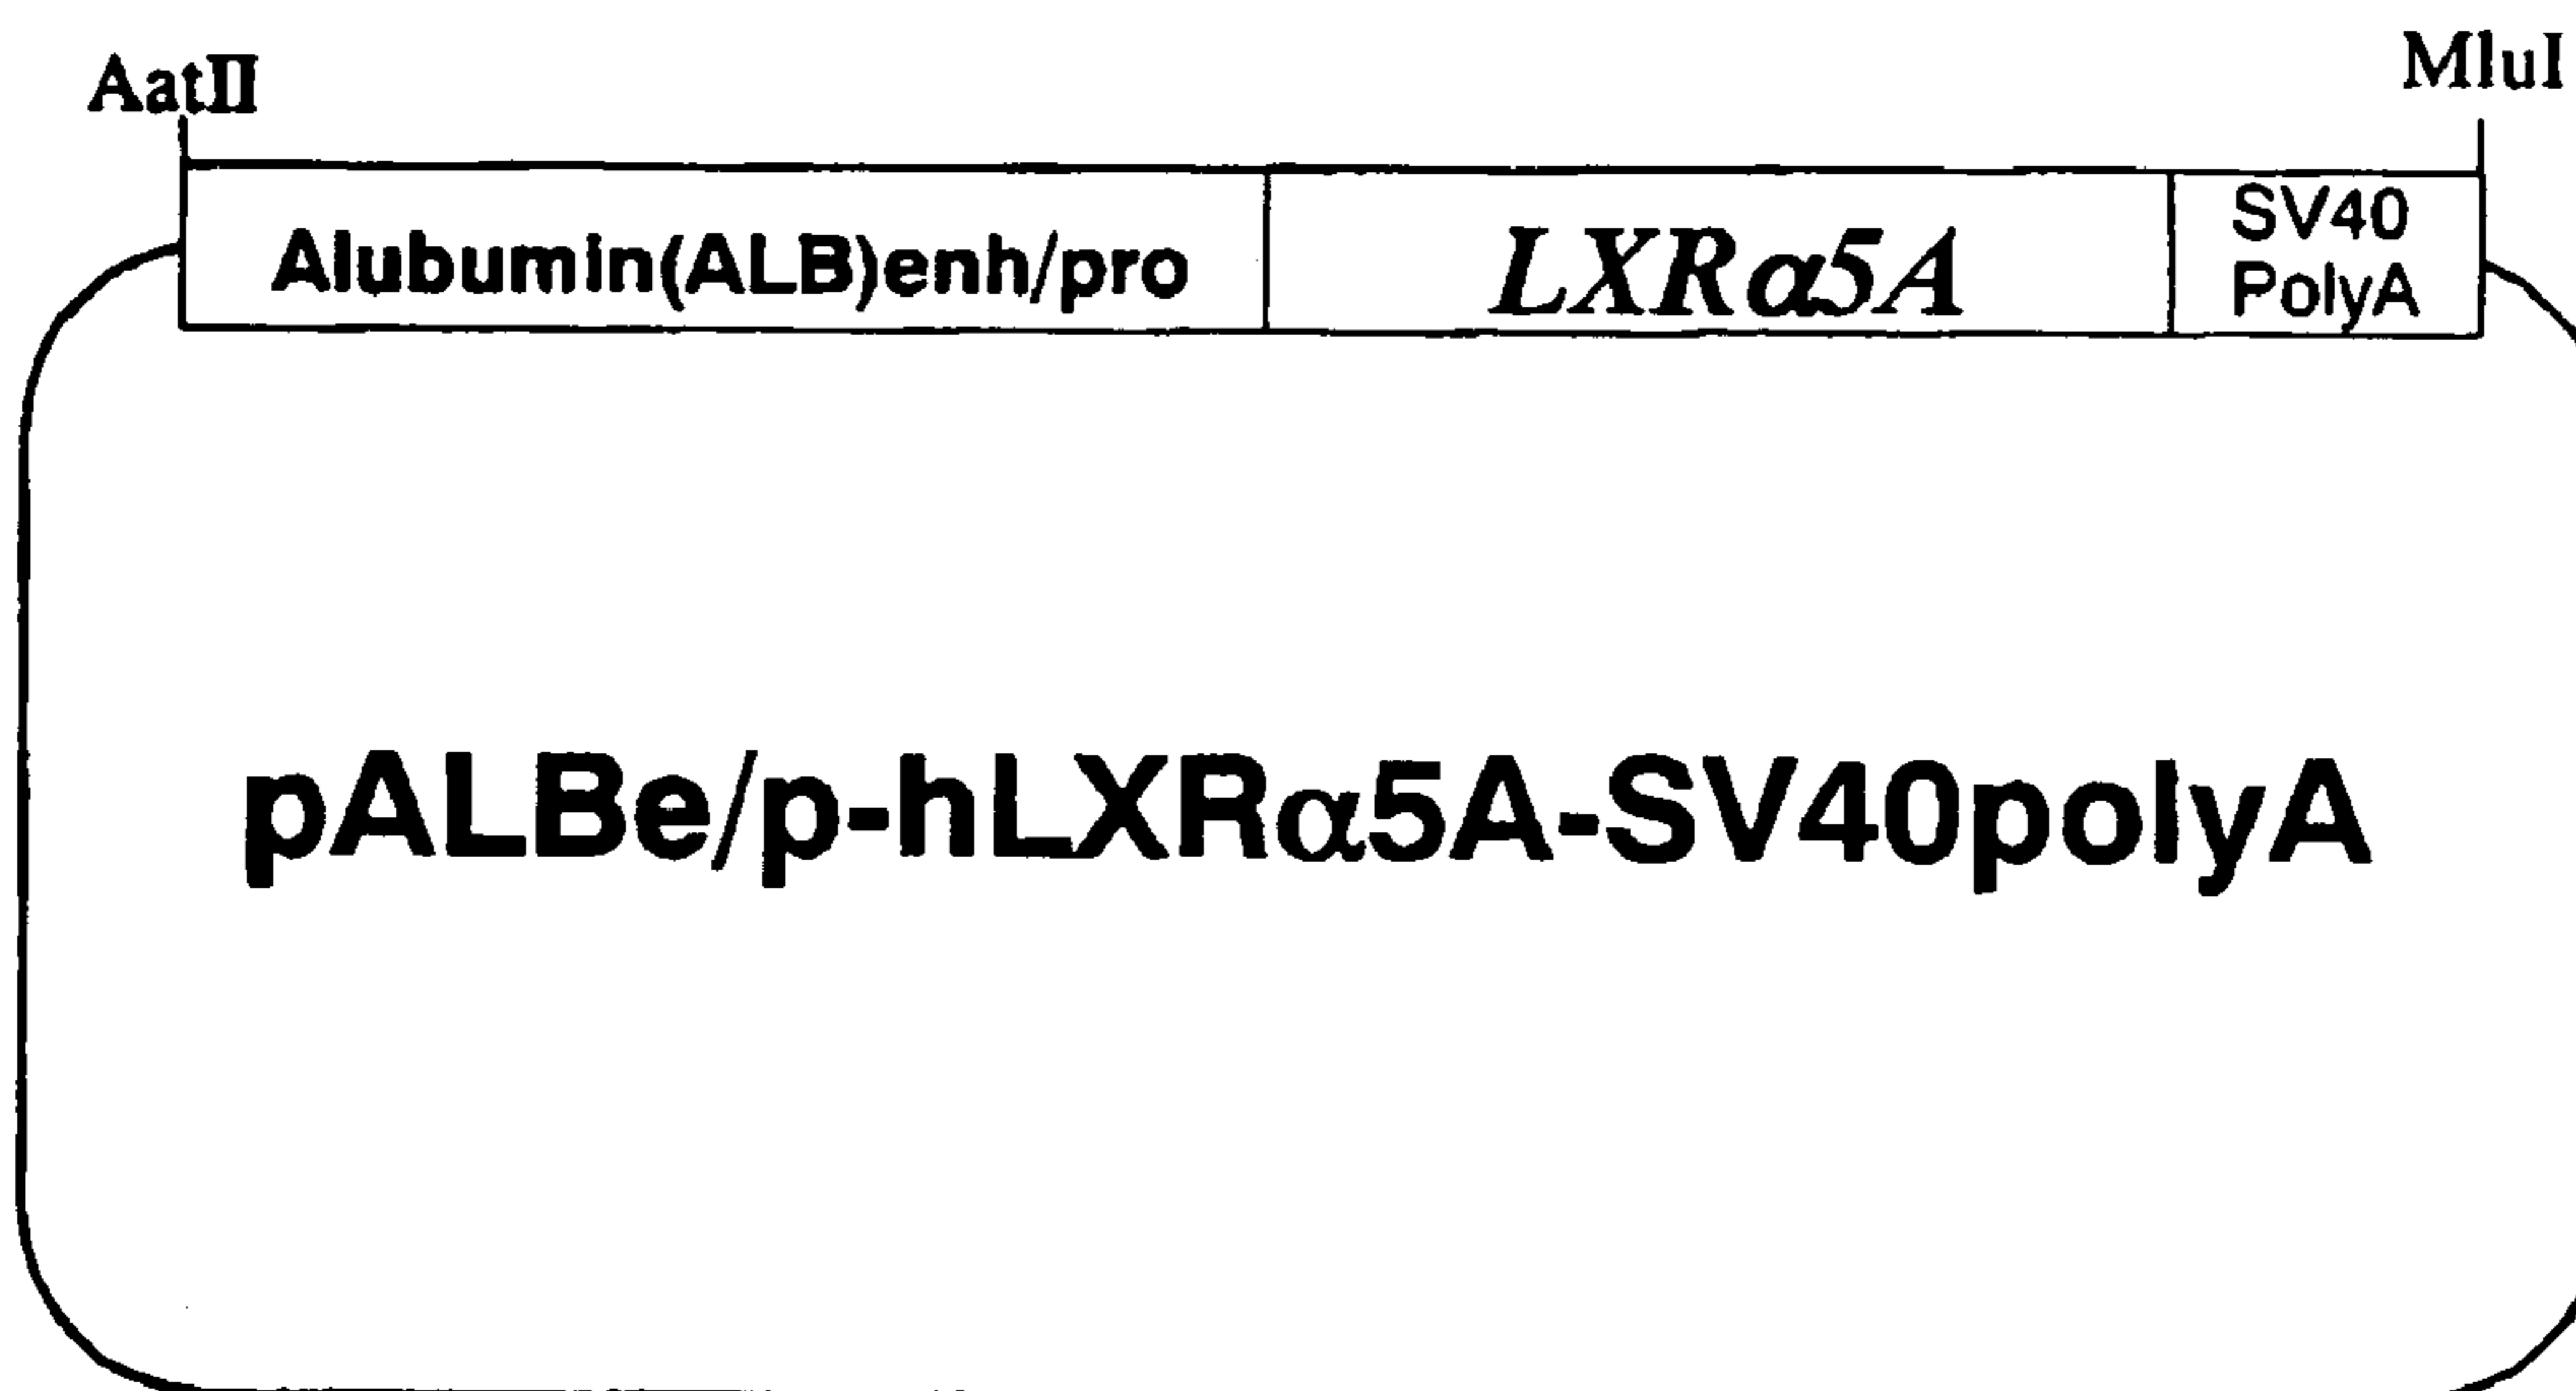 AatII
MluI
Alubumin(ALB)enh/pro
LXRα5A
SV40
PolyA
pALBe/p-hLXRα5A-SV40polyA